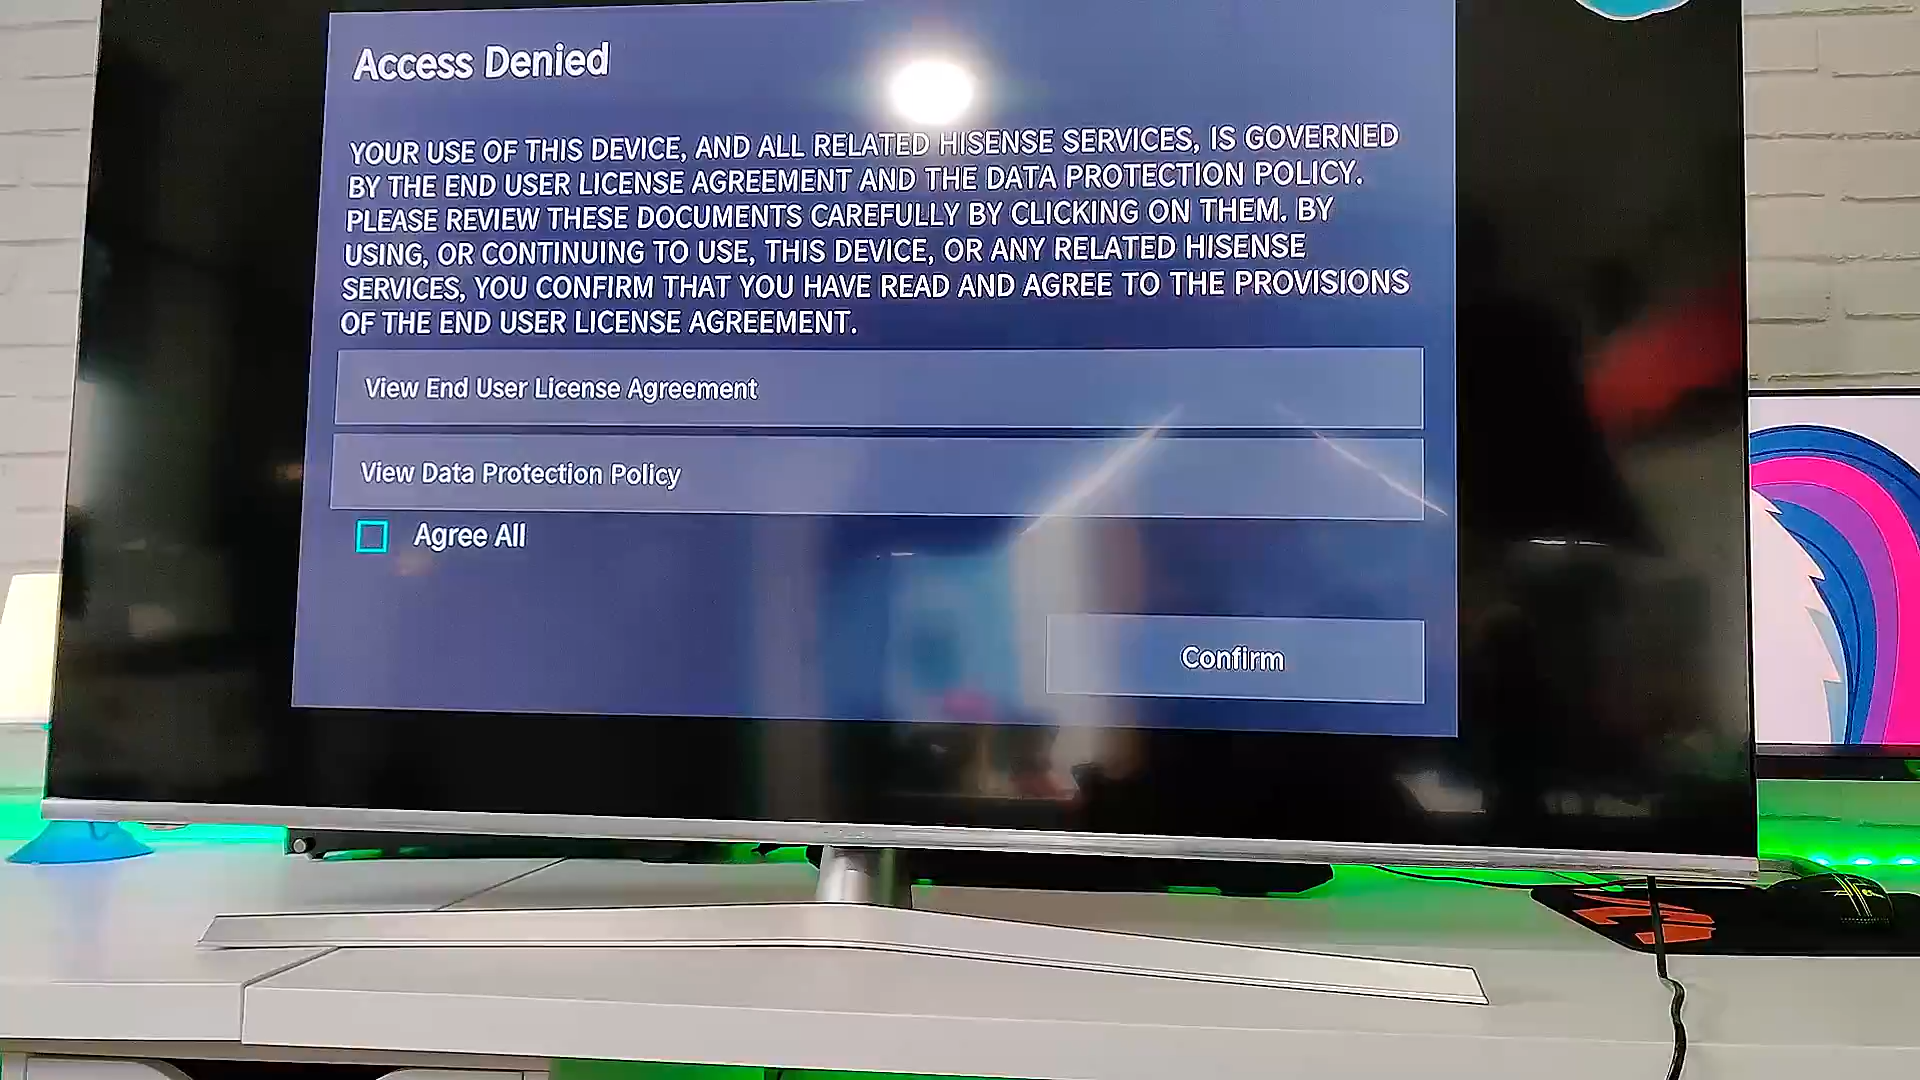 Access Denied
YOUR USE OF THIS DEVICE, AND ALL RELATED HISENSE SERVICES, IS GOVERNED
BY THE END USER LICENSE AGREEMENT AND THE DATA PROTECTION POLICY.
PLEASE REVIEW THESE DOCUMENTS CAREFULLY BY CLICKING ON THEM. BY
USING, OR CONTINUING TO USE, THIS DEVICE, OR ANY RELATED HISENSE
SERVICES, YOU CONFIRM THAT YOU HAVE READ AND AGREE TO THE PROVISIONS
OF THE END USER LICENSE AGREEMENT.
View End User License Agreement
View Data Protection Policy
Agree All
Confirm